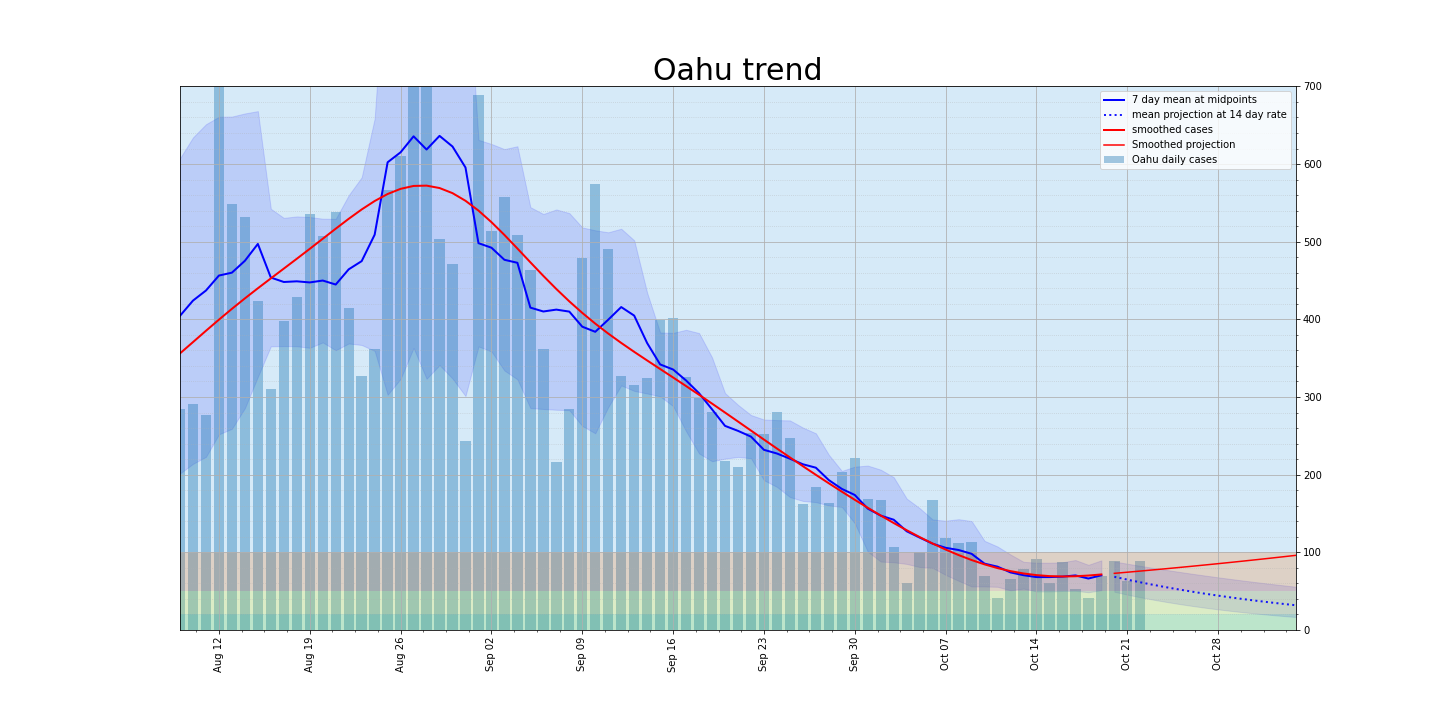 Oahu trend
7 day mean at midpoints
mean projection at 14 day rate
smoothed cases
Smoothed projection
Oahu daily cases
700
600
500
400
300
200
100
0
Aug 12
Aug 19
Aug 26
Sep 02
Sep 09
Sep 16
Sep 23
Sep 30
Oct 07
Oct 14
Oct 21
Oct 28